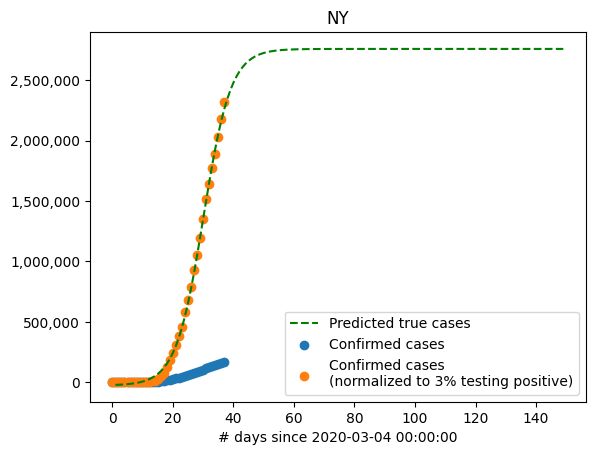 NY
2,500,000
2,000,000
1,500,000
1,000,000
500,000
0
Predicted true cases
Confirmed cases
Confirmed cases
(normalized to 3% testing positive)
0 20 40 60 80 100 120 140
# days since 2020-03-04 00:00:00